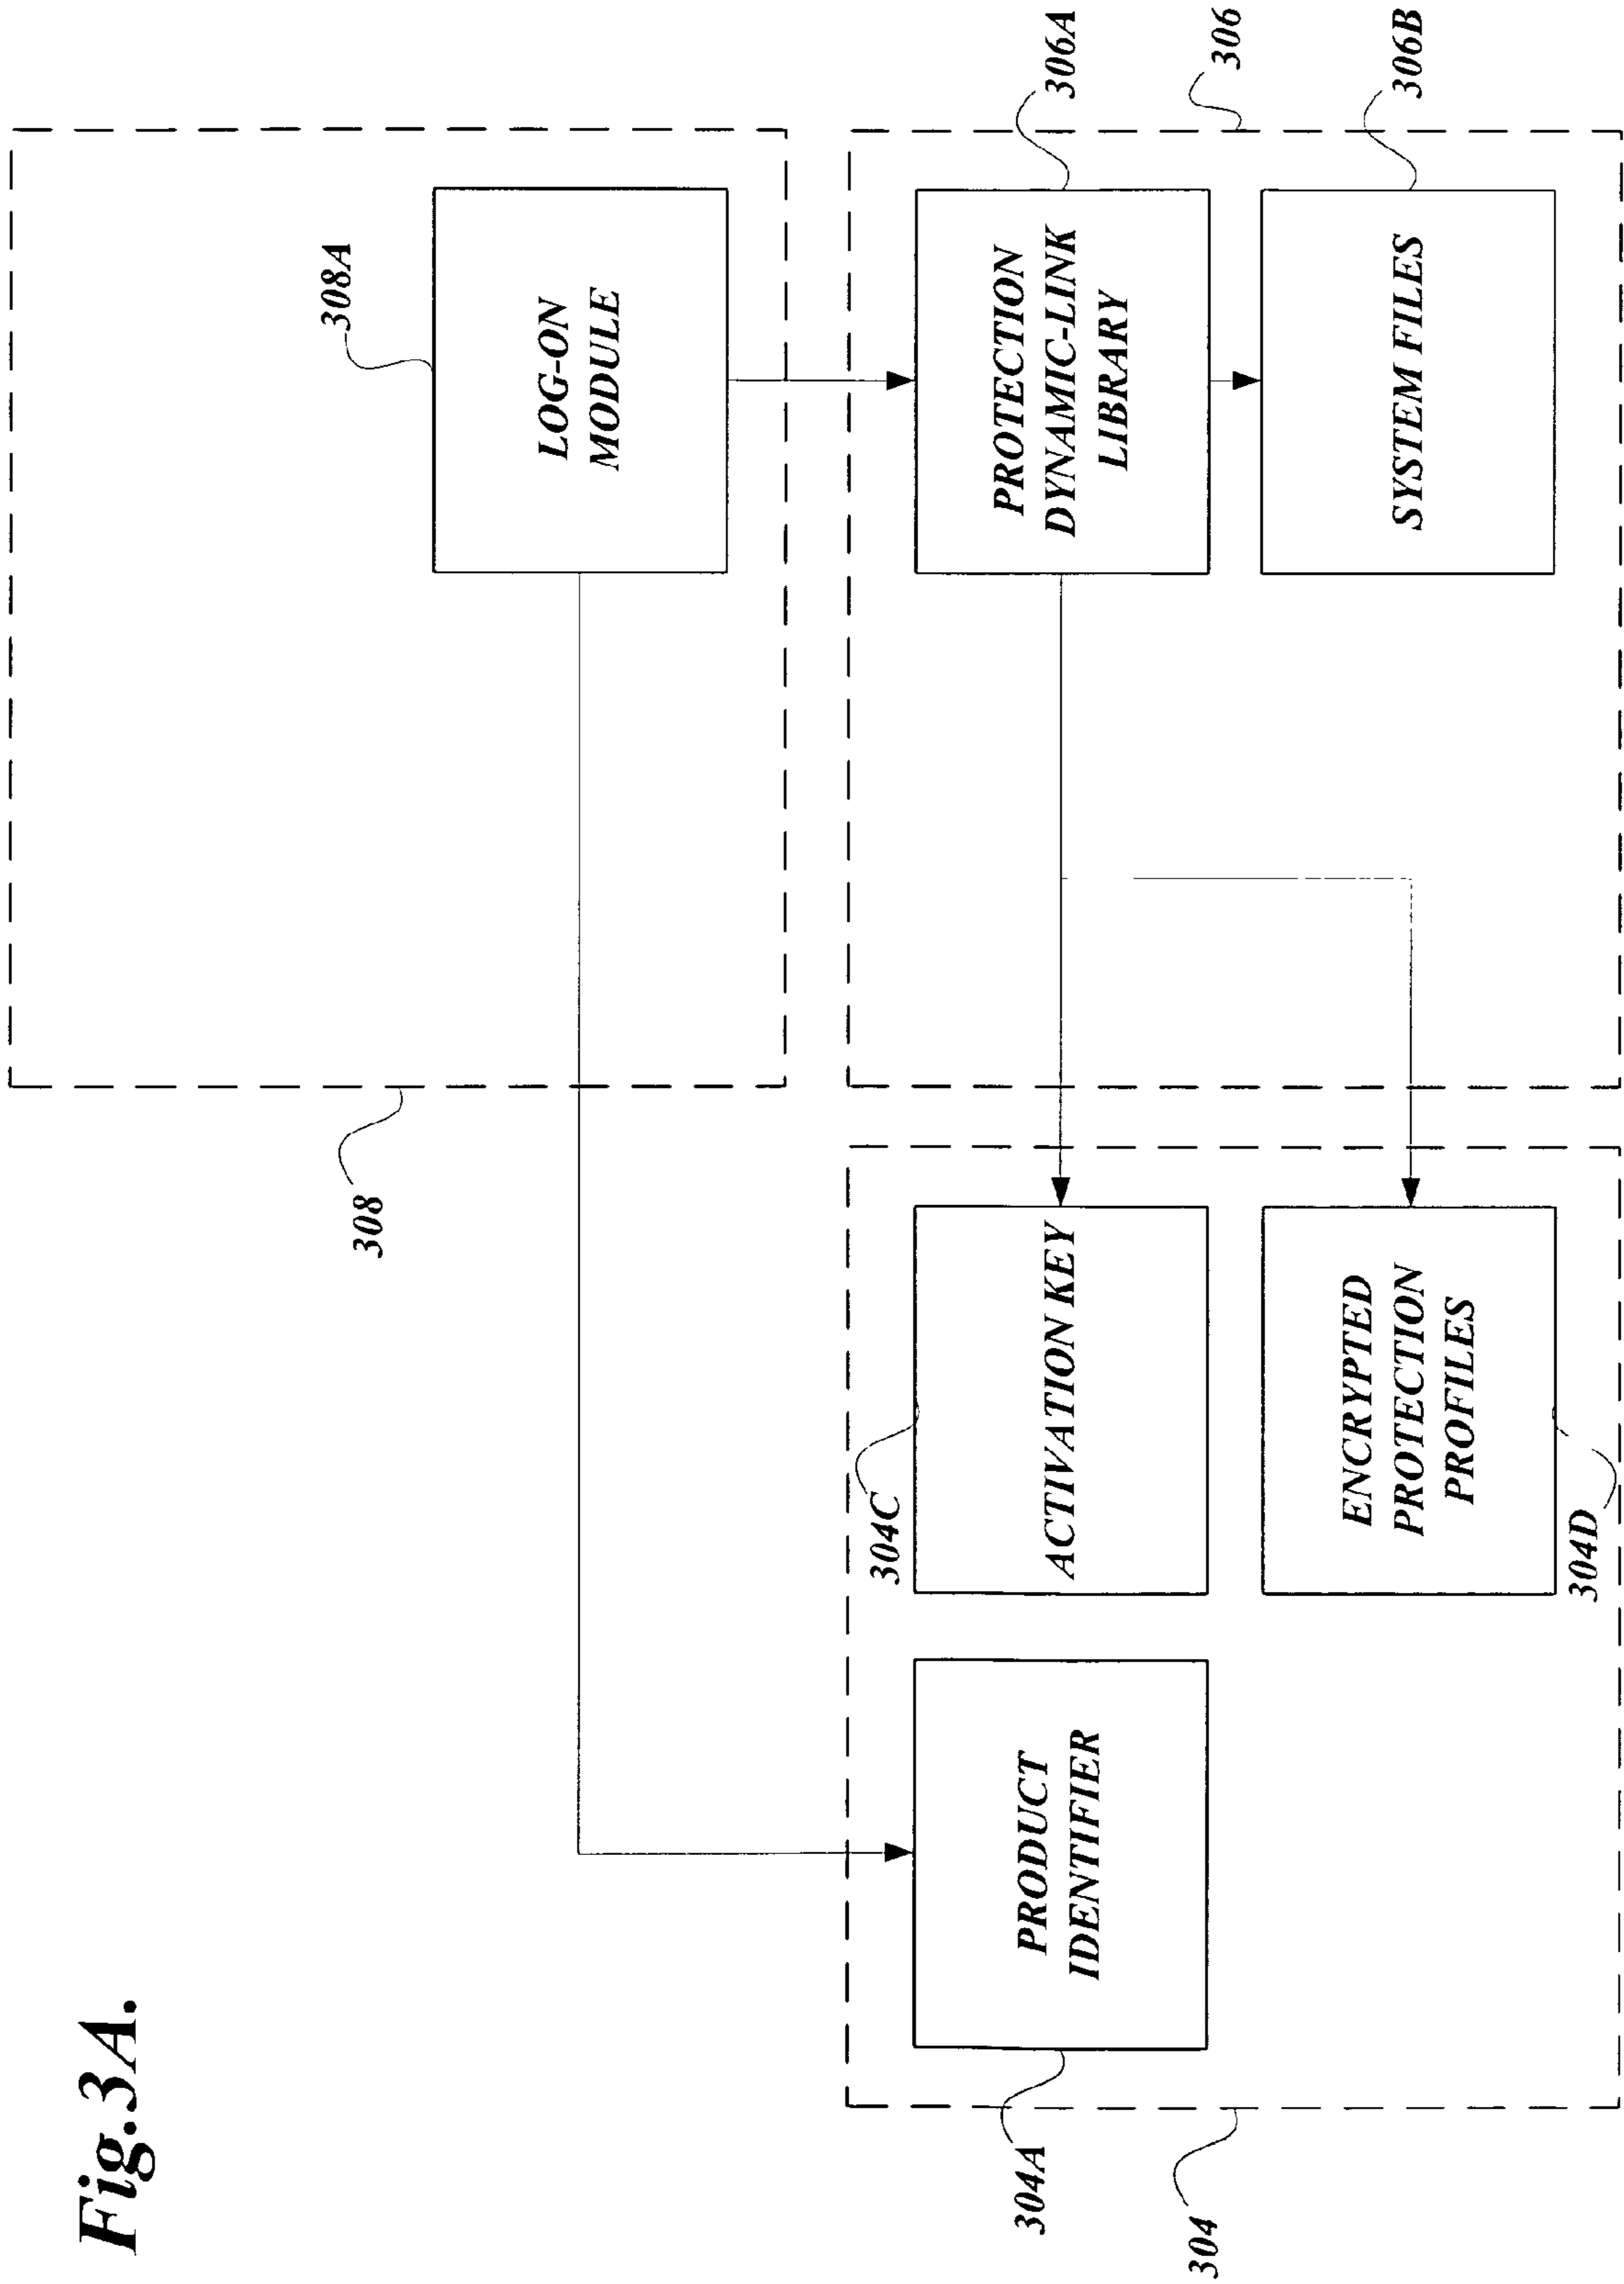 Fig.3A.
308
308A
LOG-ON
MODULE
304A
PRODUCT
IDENTIFIER
304C
ACTIVATION KEY
PROTECTION
DYNAMIC-LINK
LIBRARY
306A
304
304D
ENCRYPTED
PROTECTION
PROFILES
306
SYSTEM FILES
306B